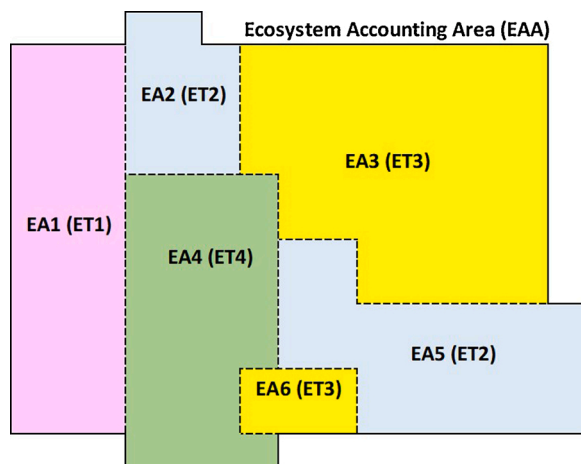 Ecosystem Accounting Area (EAA)
EA2 (ET2)
EA3 (ET3)
EA1 (ET1)
EA4 (ET4)
EA5 (ET2)
EA6 (ET3)